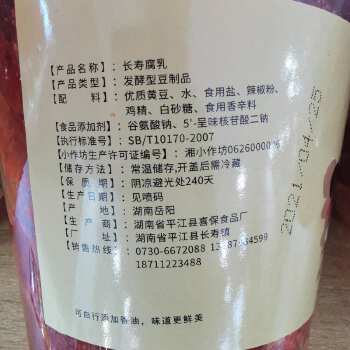 【产品名称】：长寿腐乳
【产品类型】：发酵型豆制品
【配　　料】：优质黄豆、水、食用盐、辣椒粉、
鸡精、白砂糖、食用香辛料
【食品添加剂】：谷氨酸钠、5'-呈味核苷酸二钠
【执行标准号】：SB/T10170-2007
【小作坊生产许可证编号】：湘小作坊06260000
【储存方法】：常温储存,开盖后需冷藏
【保 质 期】：阴凉避光处240天
【生产日期】：见喷码
【产　　地】：湖南岳阳
【生 产 商】：湖南省平江县喜保食品厂
【厂　　址】：湖南省平江县长寿镇
【销售热线】：0730-6672088
18711223488
可自行添加香油，味道更鲜美
2021/04/25